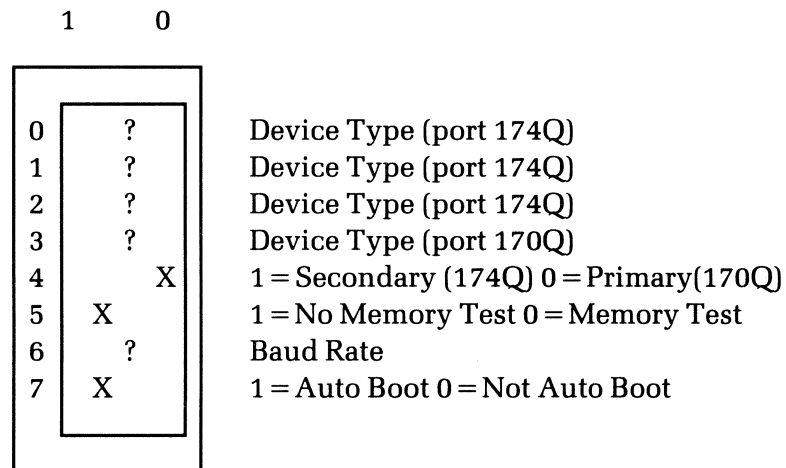 1 0
0 ? Device Type (port 174Q)
1 ? Device Type (port 174Q)
2 ? Device Type (port 174Q)
3 ? Device Type (port 170Q)
4 X 1 = Secondary (174Q) 0 = Primary(170Q)
5 X 1 = No Memory Test 0 = Memory Test
6 ? Baud Rate
7 X 1 = Auto Boot 0 = Not Auto Boot